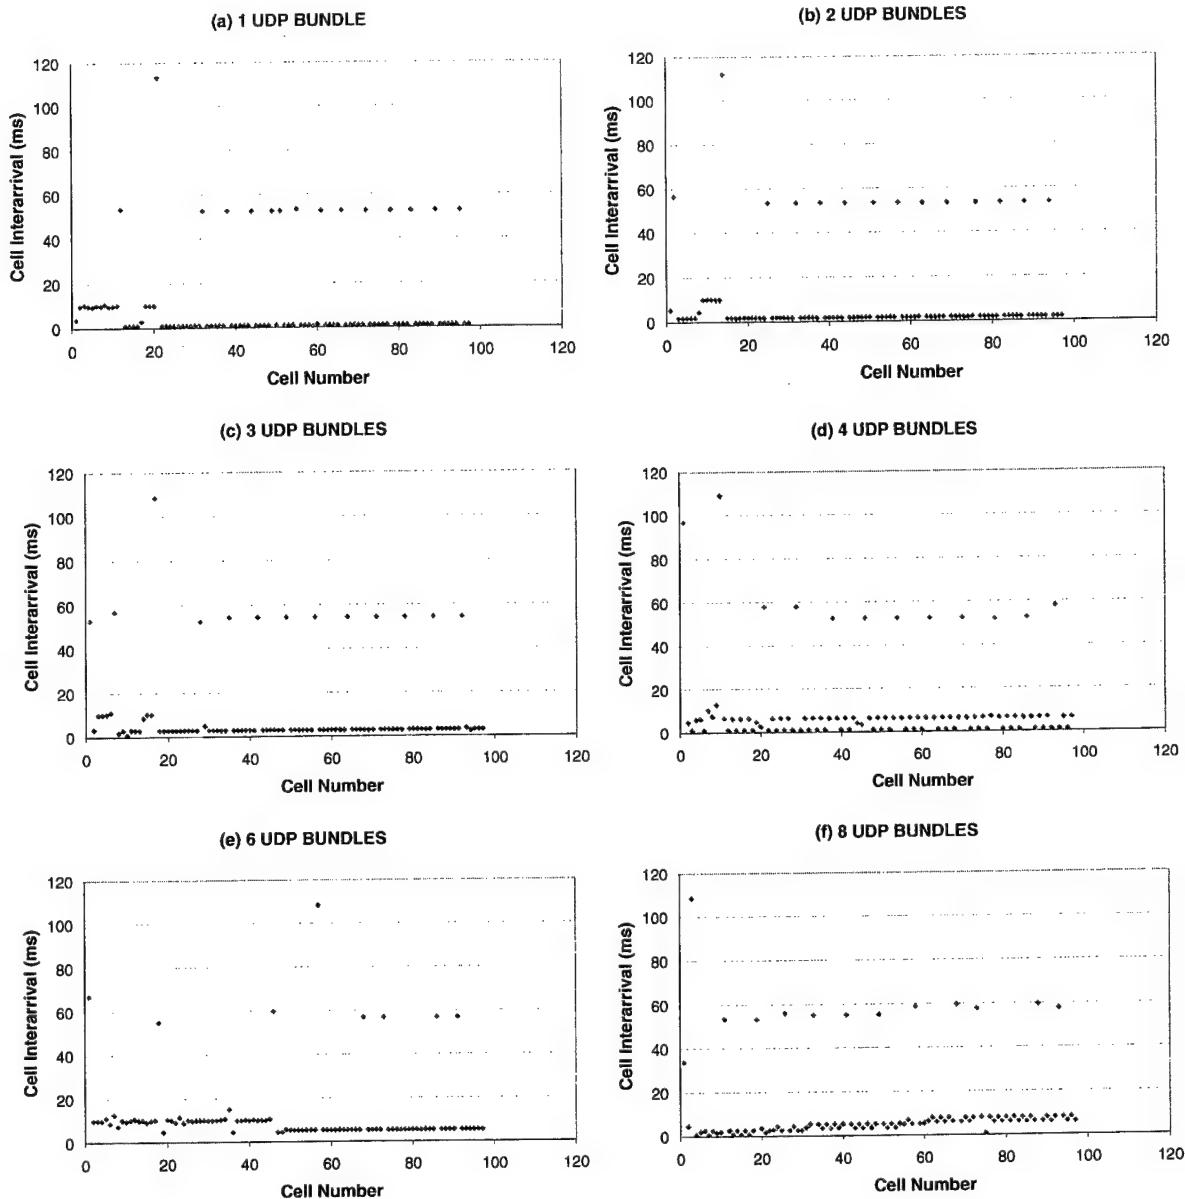 (a) 1 UDP BUNDLE
120
100
80
60
40
20
0
Cell Interarrival (ms)
0 20 40 60 80 100 120
Cell Number
(b) 2 UDP BUNDLES
120
100
80
60
40
20
0
Cell Interarrival (ms)
0 20 40 60 80 100 120
Cell Number
(c) 3 UDP BUNDLES
120
100
80
60
40
20
0
Cell Interarrival (ms)
0 20 40 60 80 100 120
Cell Number
(d) 4 UDP BUNDLES
120
100
80
60
40
20
0
Cell Interarrival (ms)
0 20 40 60 80 100 120
Cell Number
(e) 6 UDP BUNDLES
120
100
80
60
40
20
0
Cell Interarrrival (ms)
0 20 40 60 80 100 120
Cell Number
(f) 8 UDP BUNDLES
120
100
80
60
40
20
0
Cell Interarrival (ms)
0 20 40 60 80 100 120
Cell Number